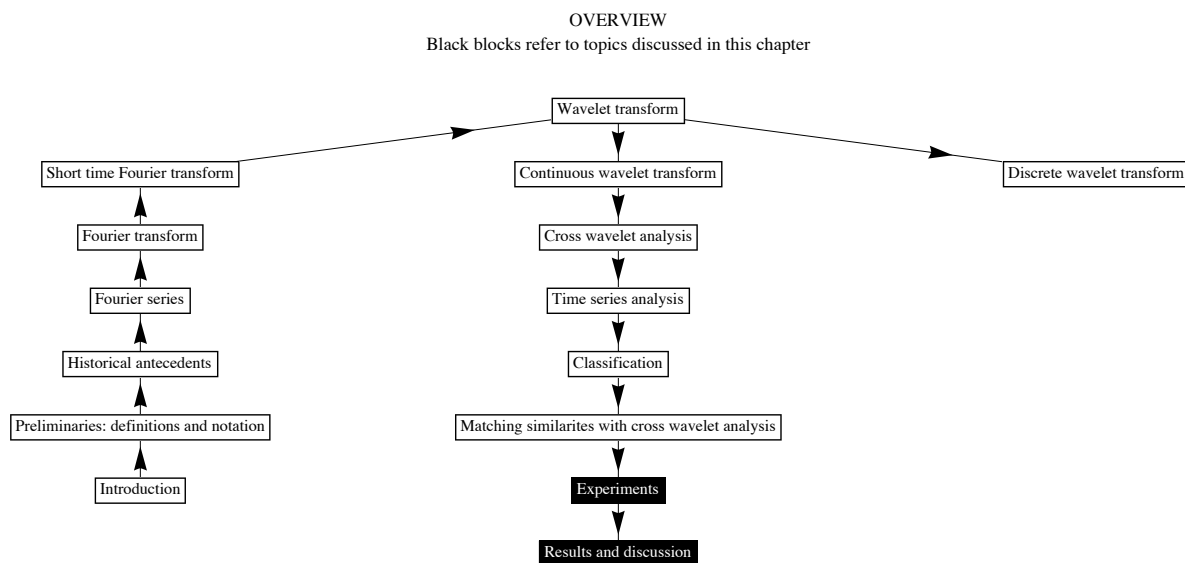 OVERVIEW
Black blocks refer to topics discussed in this chapter
Wavelet transform
Short time Fourier transform
Continuous wavelet transform
Discrete wavelet transform
Fourier transform
Cross wavelet analysis
Fourier series
Time series analysis
Historical antecedents
Classification
Preliminaries: definitions and notation
Matching similarites with cross wavelet analysis
Introduction
Experiments
Results and discussion